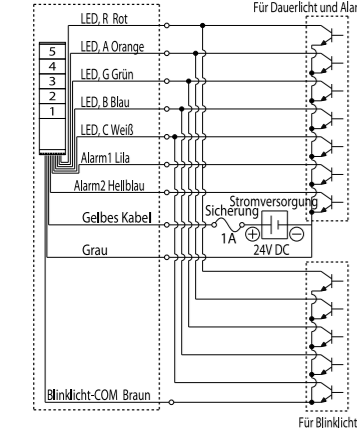 Für Dauerlicht und Alar
LED, R Rot
LED, A Orange
LED, G Grün
LED, B Blau
LED, C Weiß
Alarm1 Lila
Alarm2 Hellblau
5
4
3
2
1
Gelbes Kabel
Sicherung
1A
Stromversorgung
24V DC
Grau
Blinklicht-COM Braun
Für Blinklicht